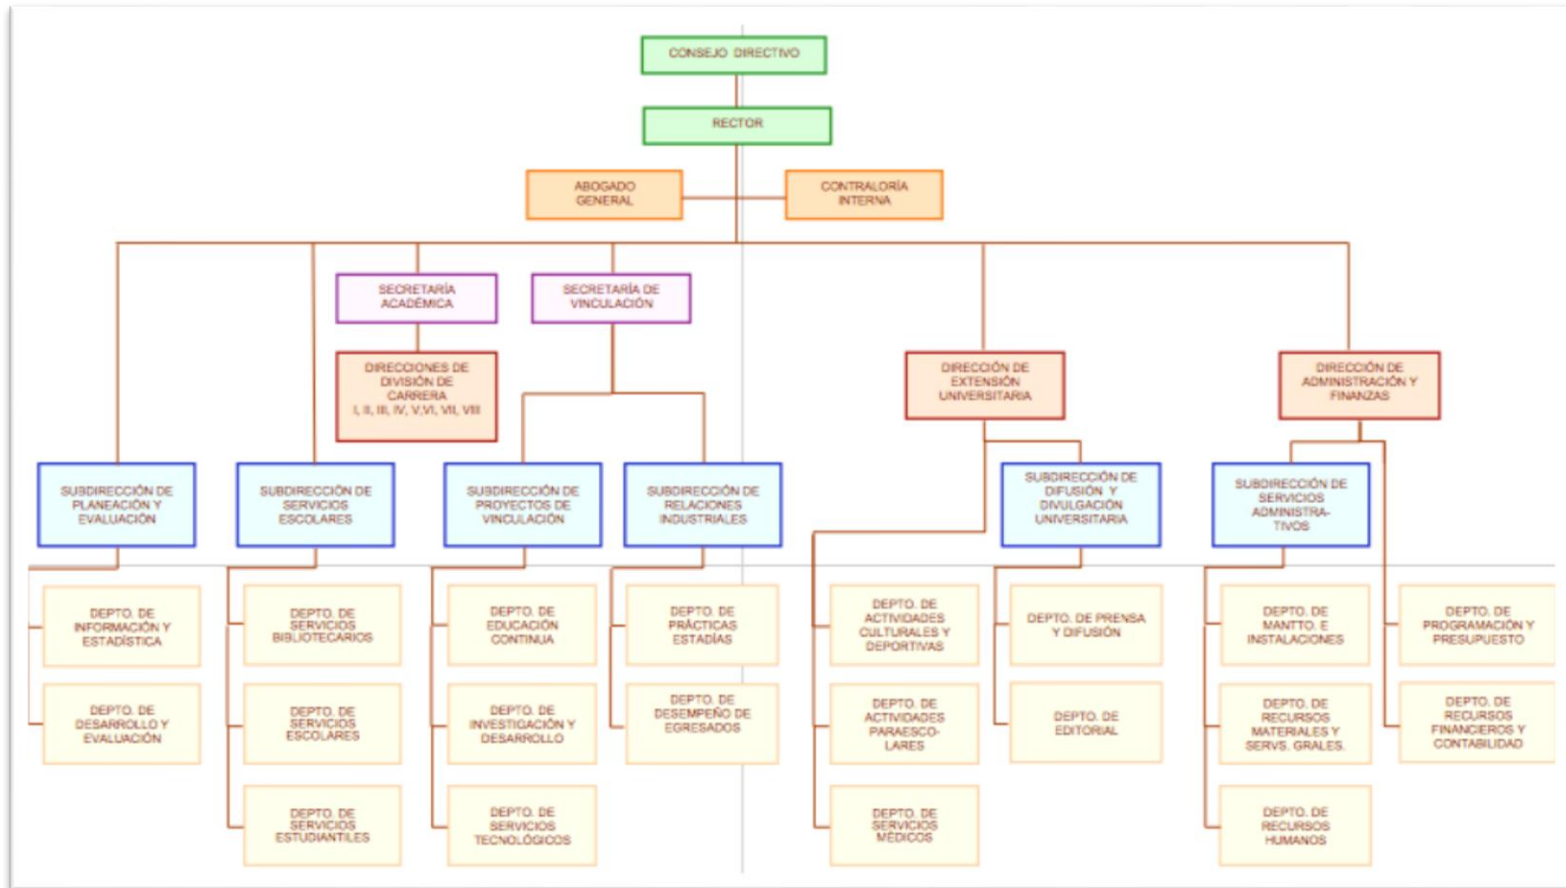 CONSEJO DIRECTIVO
RECTOR
ABOGADO
GENERAL
CONTRALORÍA
INTERNA
SECRETARÍA
ACADÉMICA
SECRETARÍA DE
VINCULACIÓN
DIRECCIONES DE
DIVISIÓN DE
CARRERA
I, II, III, IV, V,VI, VII, VIII
DIRECCIÓN DE
EXTENSIÓN
UNIVERSITARIA
DIRECCIÓN DE
ADMINISTRACIÓN Y
FINANZAS
SUBDIRECCIÓN DE
PLANEACIÓN Y
EVALUACIÓN
SUBDIRECCIÓN DE
SERVICIOS
ESCOLARES
SUBDIRECCIÓN DE
PROYECTOS DE
VINCULACIÓN
SUBDIRECCIÓN DE
RELACIONES
INDUSTRIALES
SUBDIRECCIÓN DE
DIFUSIÓN Y
DIVULGACIÓN
UNIVERSITARIA
SUBDIRECCIÓN DE
SERVICIOS
ADMINISTRA-
TIVOS
DEPTO. DE
INFORMACIÓN Y
ESTADÍSTICA
DEPTO. DE
SERVICIOS
BIBLIOTECARIOS
DEPTO. DE
EDUCACIÓN
CONTINUA
DEPTO. DE
PRÁCTICAS
ESTADÍAS
DEPTO. DE
ACTIVIDADES
CULTURALES Y
DEPORTIVAS
DEPTO. DE PRENSA
Y DIFUSIÓN
DEPTO. DE
MANTTO. E
INSTALACIONES
DEPTO. DE
PROGRAMACIÓN Y
PRESUPUESTO
DEPTO. DE
DESARROLLO Y
EVALUACIÓN
DEPTO. DE
SERVICIOS
ESCOLARES
DEPTO. DE
INVESTIGACIÓN Y
DESARROLLO
DEPTO. DE
DESEMPEÑO DE
EGRESADOS
DEPTO. DE
ACTIVIDADES
PARAESCO-
LARES
DEPTO. DE
EDITORIAL
DEPTO. DE
RECURSOS
MATERIALES Y
SERVS. GRALES.
DEPTO. DE
RECURSOS
FINANCIEROS Y
CONTABILIDAD
DEPTO. DE
SERVICIOS
ESTUDIANTILES
DEPTO. DE
SERVICIOS
TECNOLÓGICOS
DEPTO. DE
SERVICIOS
MÉDICOS
DEPTO. DE
RECURSOS
HUMANOS